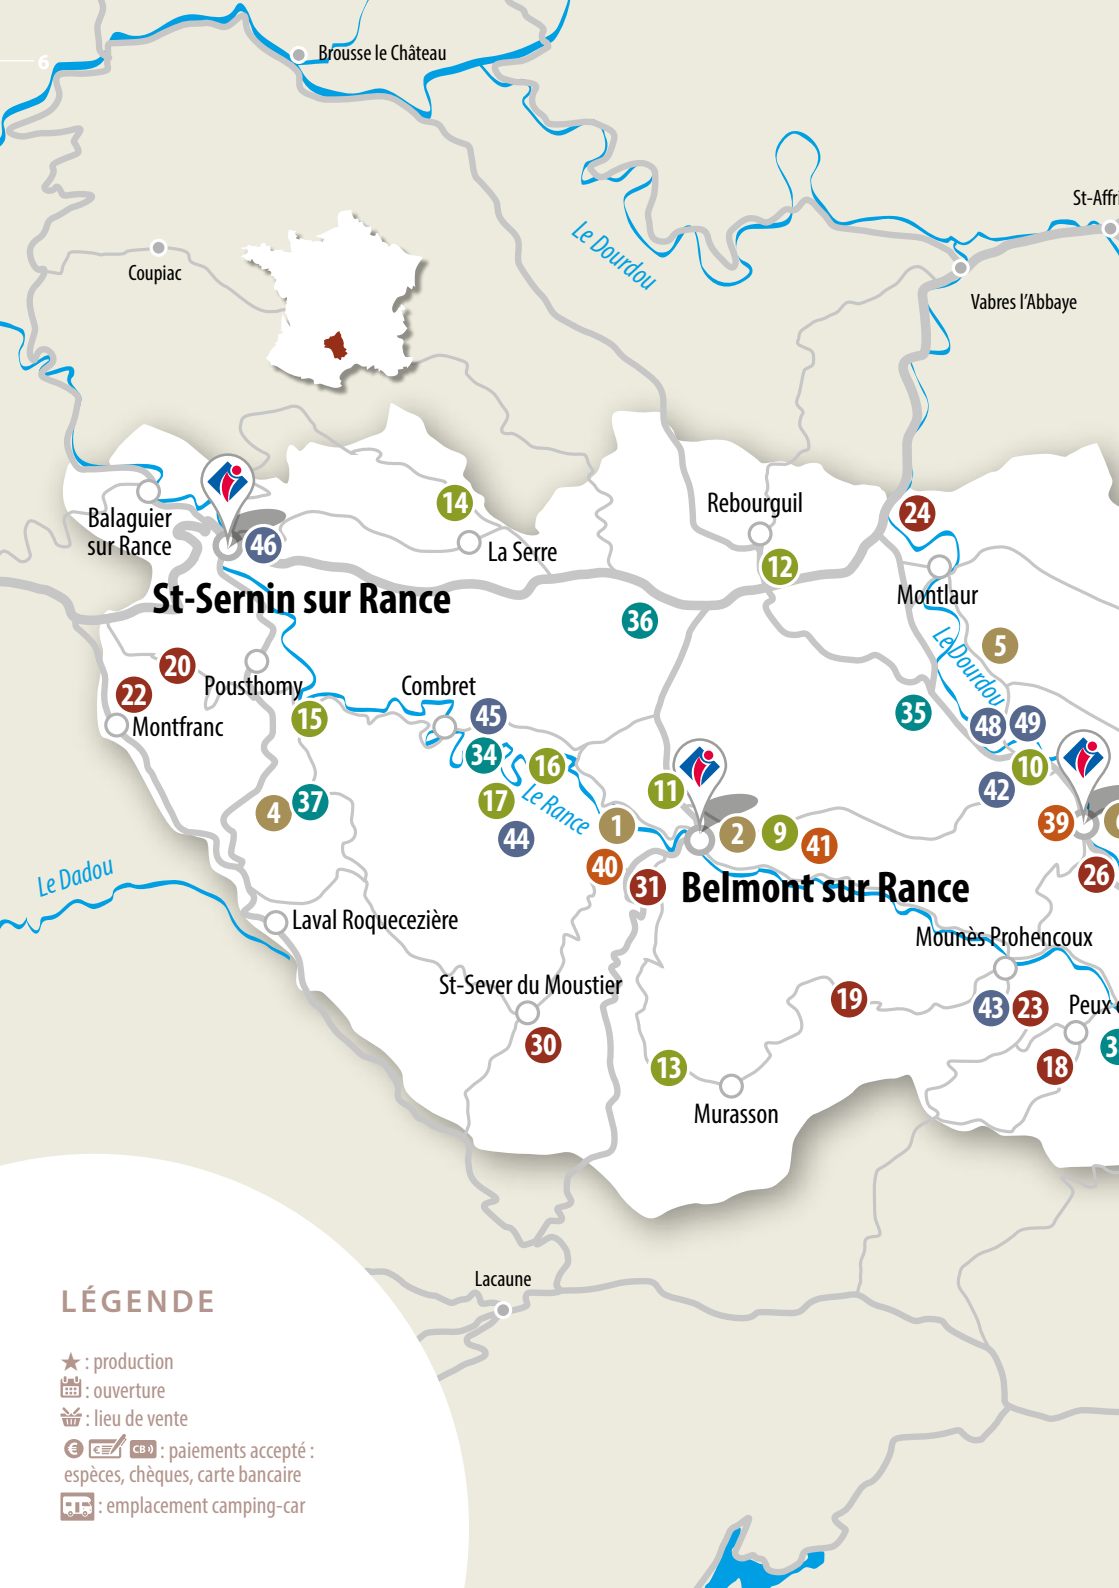 6
Brousse le Château
St-Affri
Le Dourdou
Coupiac
Vabres l'Abbaye
14
Rebourguil
24
Balaguier
sur Rance
46
La Serre
12
St-Sernin sur Rance
Montlaur
36
Le Dourdou
5
20
22
Pousthomy
Combret
Montfranc
15
45
35
48
49
34
16
10
11
17
Le Rance
42
4
37
44
1
2
9
41
39
40
26
31
Belmont sur Rance
Le Dadou
Laval Roquecezière
Mounès Prohencoux
St-Sever du Moustier
19
43
23
Peux
30
3
13
18
Murasson
Lacaune
LÉGENDE
: production
: ouverture
: lieu de vente
€ € CB : paiements accepté :
espèces, chèques, carte bancaire
: emplacement camping-car